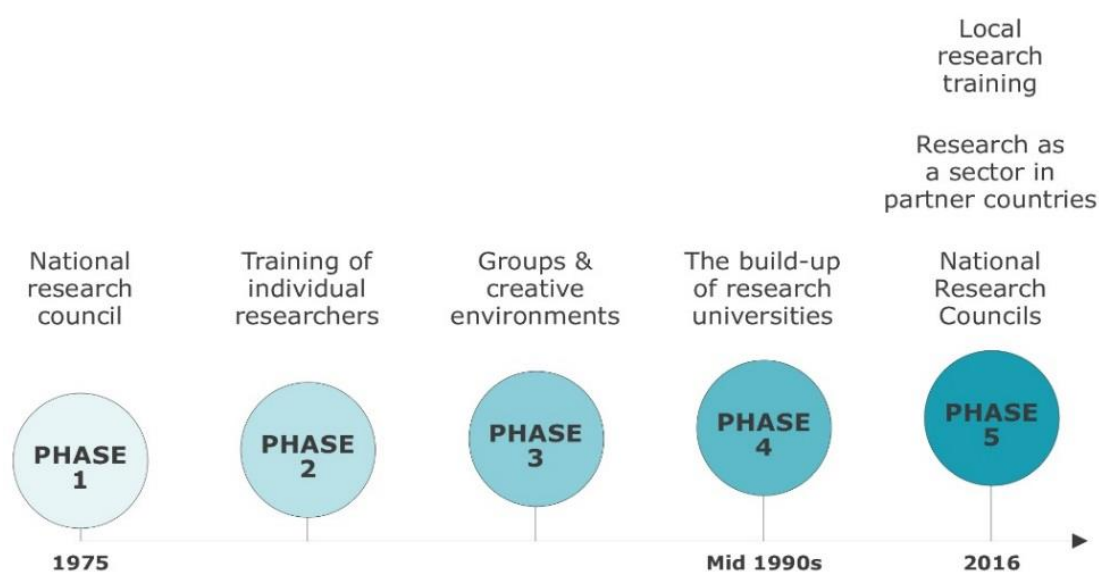 National
research
council
PHASE
1
1975
Training of
individual
researchers
PHASE
2
Groups &
creative
environments
PHASE
3
The build-up
of research
universities
PHASE
4
Mid 1990s
Local
research
training
Research as
a sector in
partner countries
National
Research
Councils
PHASE
5
2016